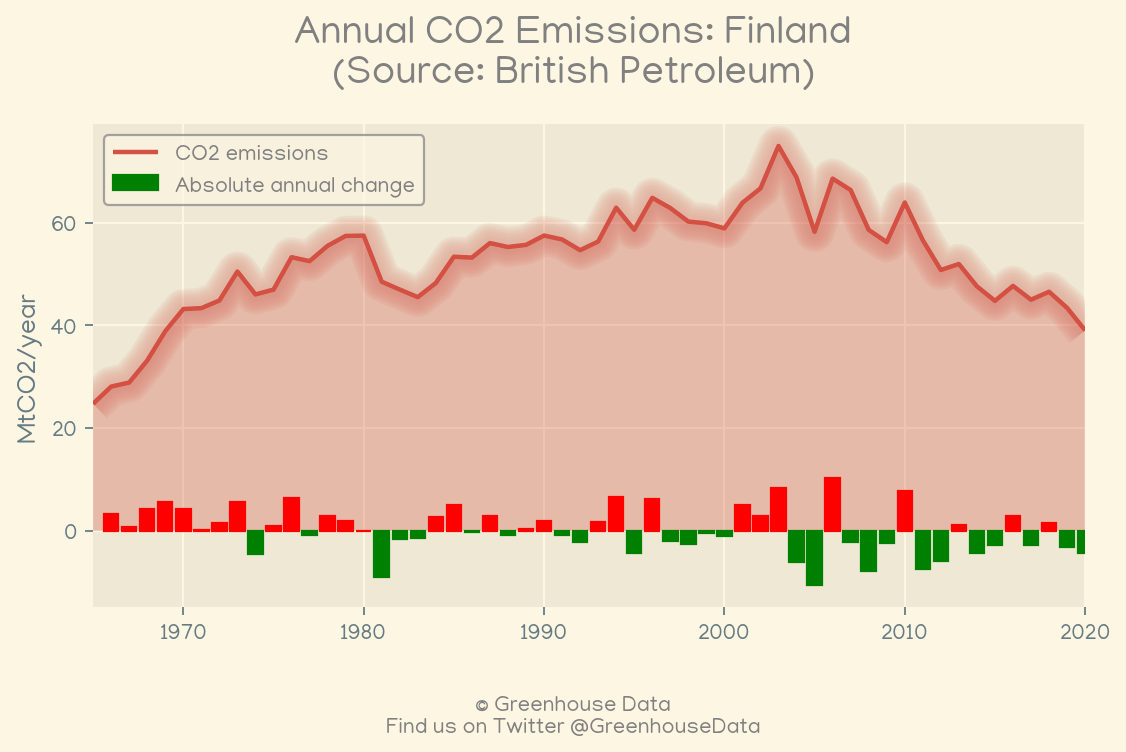 Annual CO2 Emissions: Finland
(Source: British Petroleum)
CO2 emissions
Absolute annual change
MtCO2/year
60
40
20
0
1970 1980 1990 2000 2010 2020
© Greenhouse Data
Find us on Twitter @GreenhouseData